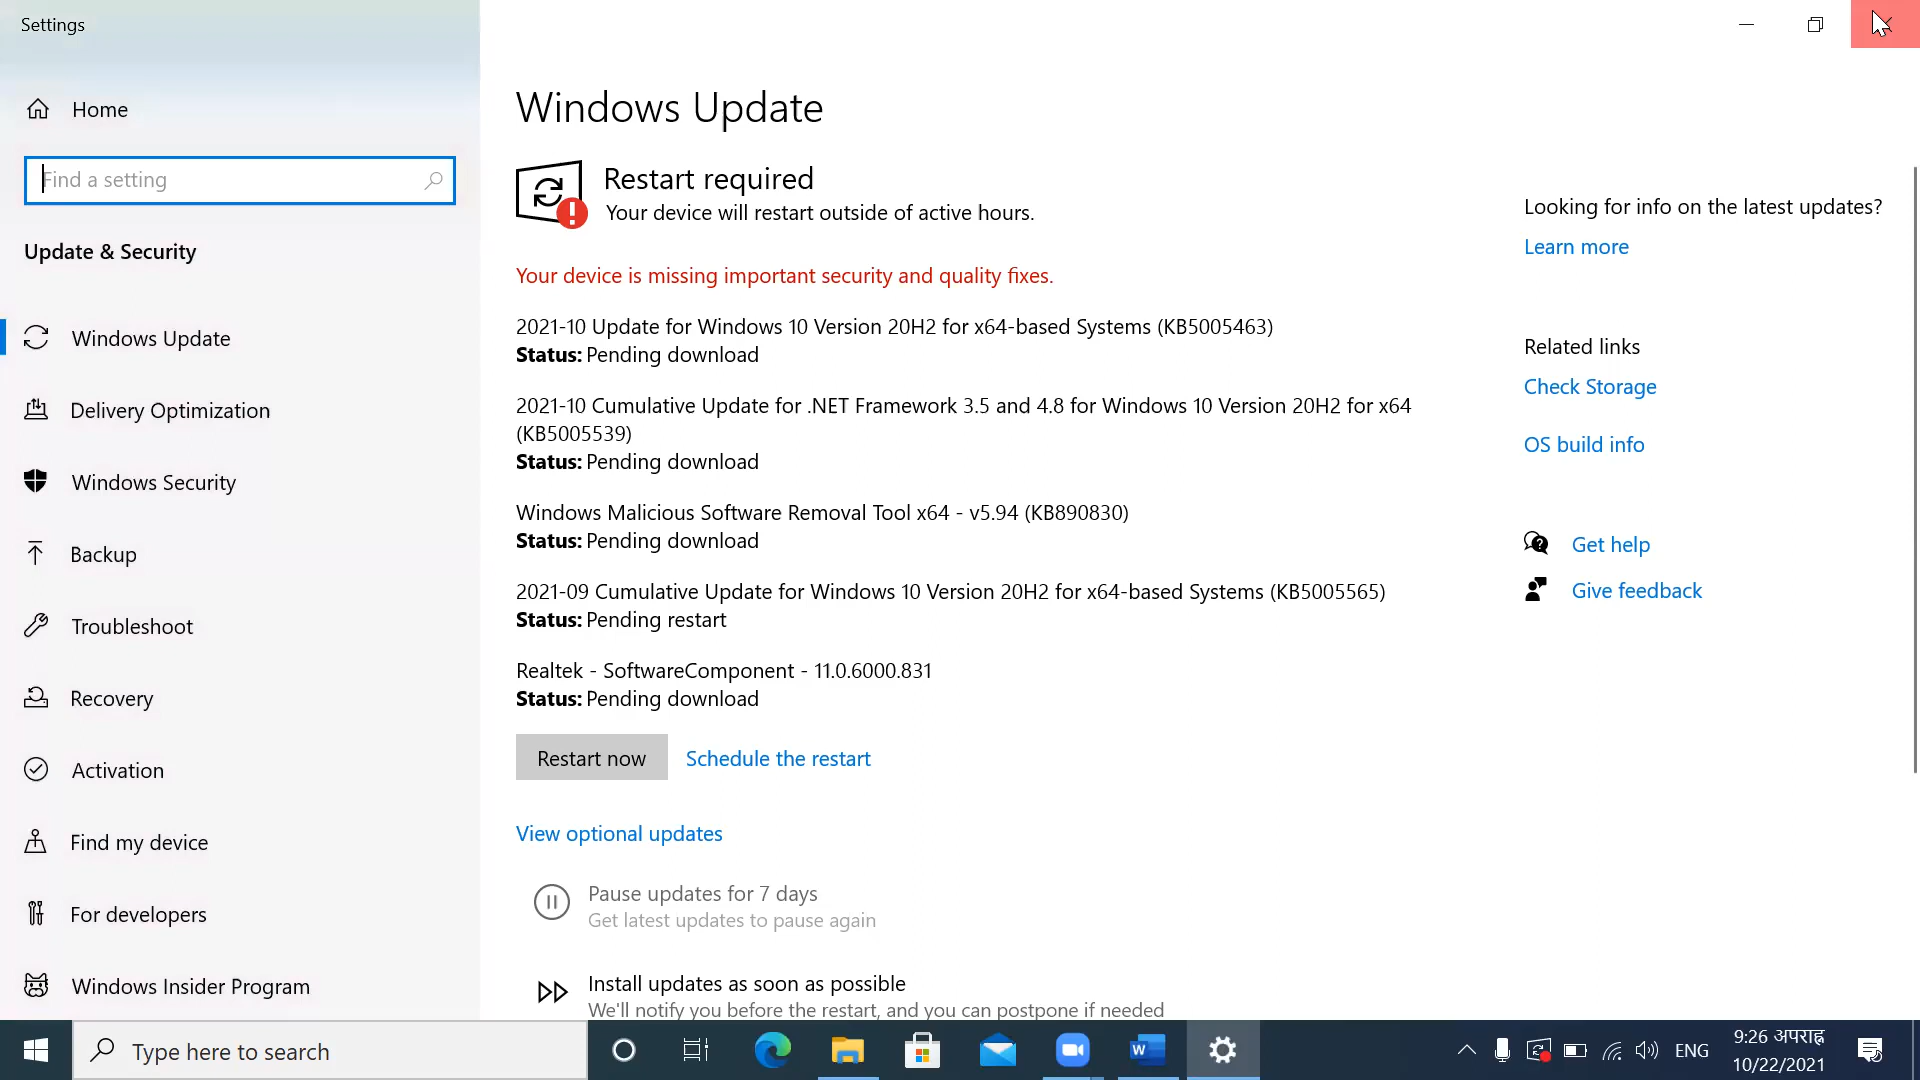 Settings
Home
Find a setting
Update & Security
Windows Update
Delivery Optimization
Windows Security
Backup
Troubleshoot
Recovery
Activation
Find my device
For developers
Windows Insider Program
Windows Update
Restart required
Your device will restart outside of active hours.
Your device is missing important security and quality fixes.
2021-10 Update for Windows 10 Version 20H2 for x64-based Systems (KB5005463)
Status: Pending download
2021-10 Cumulative Update for .NET Framework 3.5 and 4.8 for Windows 10 Version 20H2 for x64
(KB5005539)
Status: Pending download
Windows Malicious Software Removal Tool x64 - v5.94 (KB890830)
Status: Pending download
2021-09 Cumulative Update for Windows 10 Version 20H2 for x64-based Systems (KB5005565)
Status: Pending restart
Realtek - SoftwareComponent - 11.0.6000.831
Status: Pending download
Restart now
Schedule the restart
View optional updates
Pause updates for 7 days
Get latest updates to pause again
Install updates as soon as possible
We'll notify you before the restart, and you can postpone if needed
Looking for info on the latest updates?
Learn more
Related links
Check Storage
OS build info
Get help
Give feedback
Type here to search
W
ENG
9:26 अपराह्न
10/22/2021